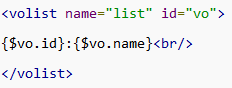 <volist name="list" id="vo">
{$vo.id}:{$vo.name}<br/>
</volist>